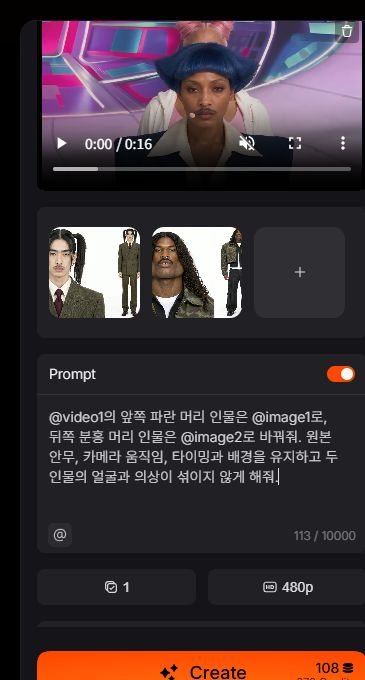 0:00 / 0:16
Prompt
@video1의 앞쪽 파란 머리 인물은 @image1로,
뒤쪽 분홍 머리 인물은 @image2로 바꿔줘. 원본
안무, 카메라 움직임, 타이밍과 배경을 유지하고 두
인물의 얼굴과 의상이 섞이지 않게 해줘.
@
113 / 10000
1
HD 480p
Create 108